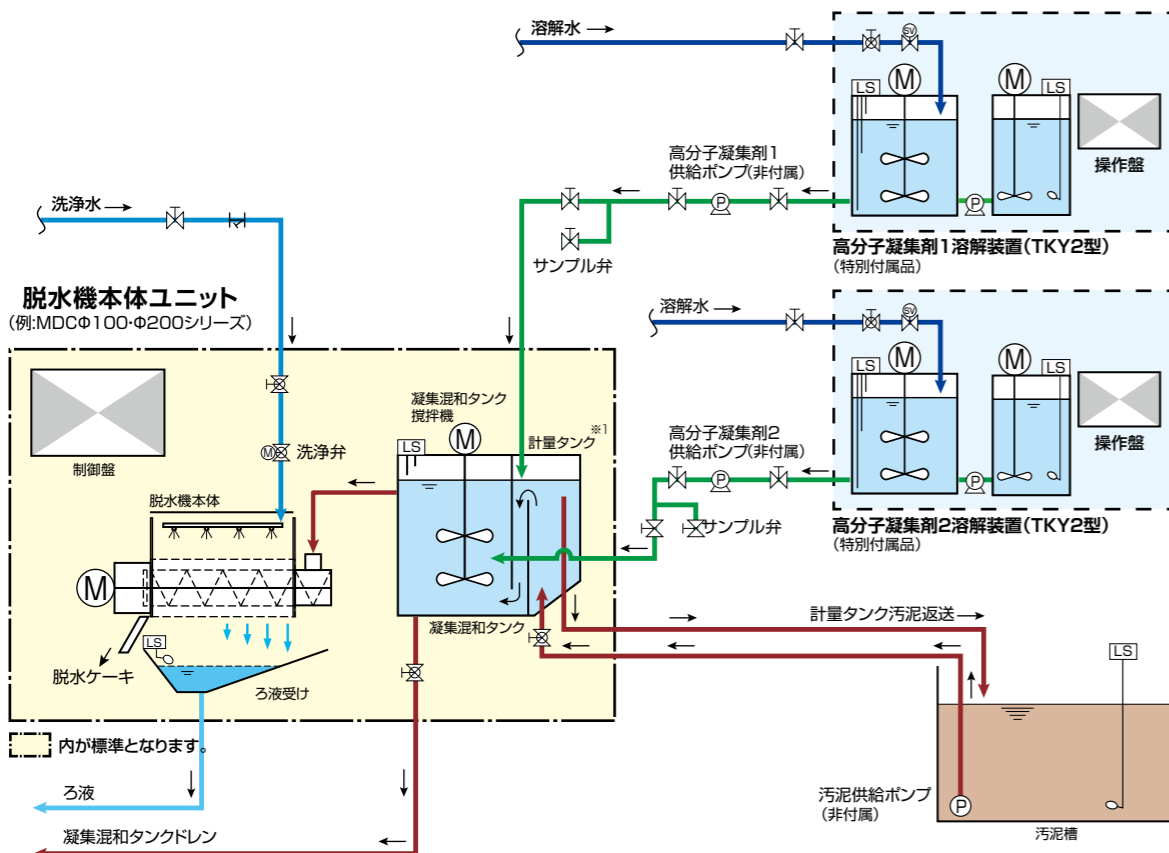 溶解水
SV
LS
M
M
LS
操作盤
P
高分子凝集剤1
供給ポンプ(非付属)
P
サンプル弁
高分子凝集剤1溶解装置(TKY2型)
(特別付属品)
洗浄水
脱水機本体ユニット
(例:MDCΦ100・Φ200シリーズ)
溶解水
SV
LS
M
M
LS
操作盤
P
高分子凝集剤2
供給ポンプ(非付属)
P
サンプル弁
高分子凝集剤2溶解装置(TKY2型)
(特別付属品)
制御盤
M
洗浄弁
凝集混和タンク
撹拌機
LS
M
計量タンク
※1
脱水機本体
M
凝集混和タンク
LS
脱水ケーキ
ろ液受け
計量タンク汚泥返送
LS
内が標準となります。
ろ液
凝集混和タンクドレン
汚泥供給ポンプ
(非付属)
P
汚泥槽